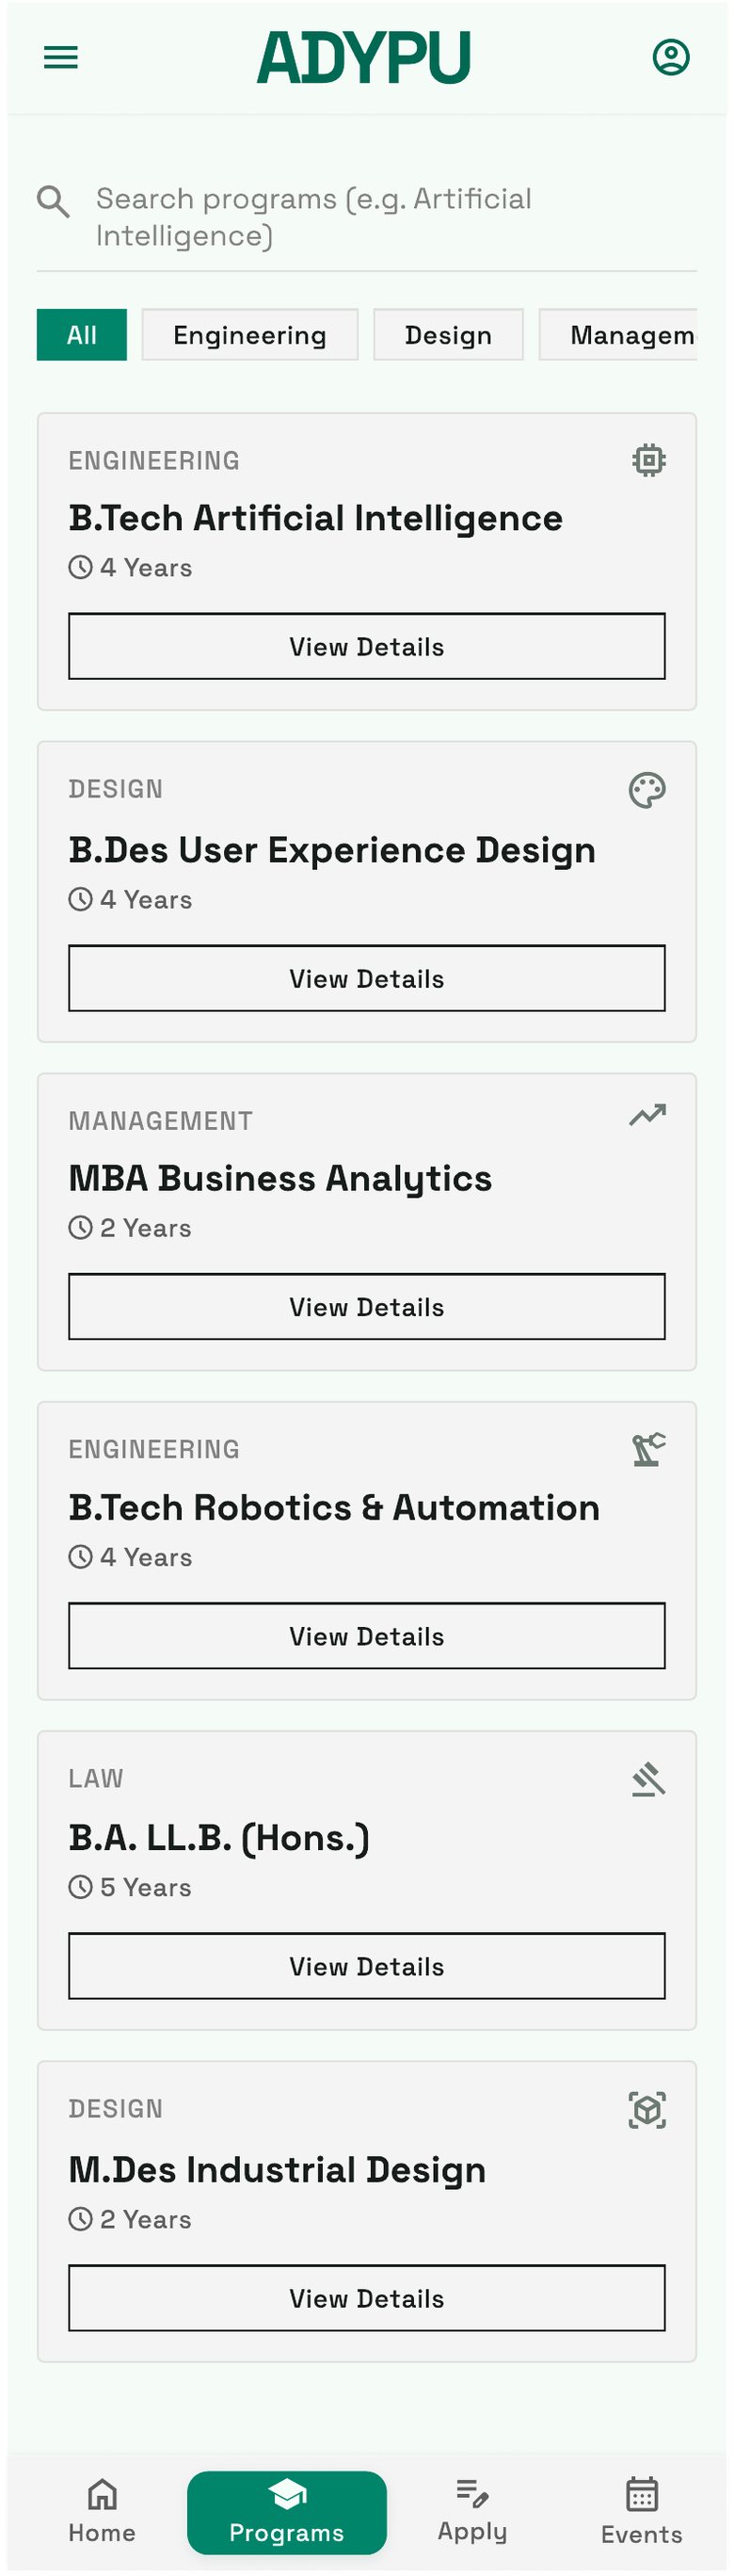 ADYPU
Search programs (e.g. Artificial
Intelligence)
All
Engineering
Design
Managem
ENGINEERING
B.Tech Artificial Intelligence
4 Years
View Details
DESIGN
B.Des User Experience Design
4 Years
View Details
MANAGEMENT
MBA Business Analytics
2 Years
View Details
ENGINEERING
B.Tech Robotics & Automation
4 Years
View Details
LAW
B.A. LL.B. (Hons.)
5 Years
View Details
DESIGN
M.Des Industrial Design
2 Years
View Details
Home
Programs
Apply
Events